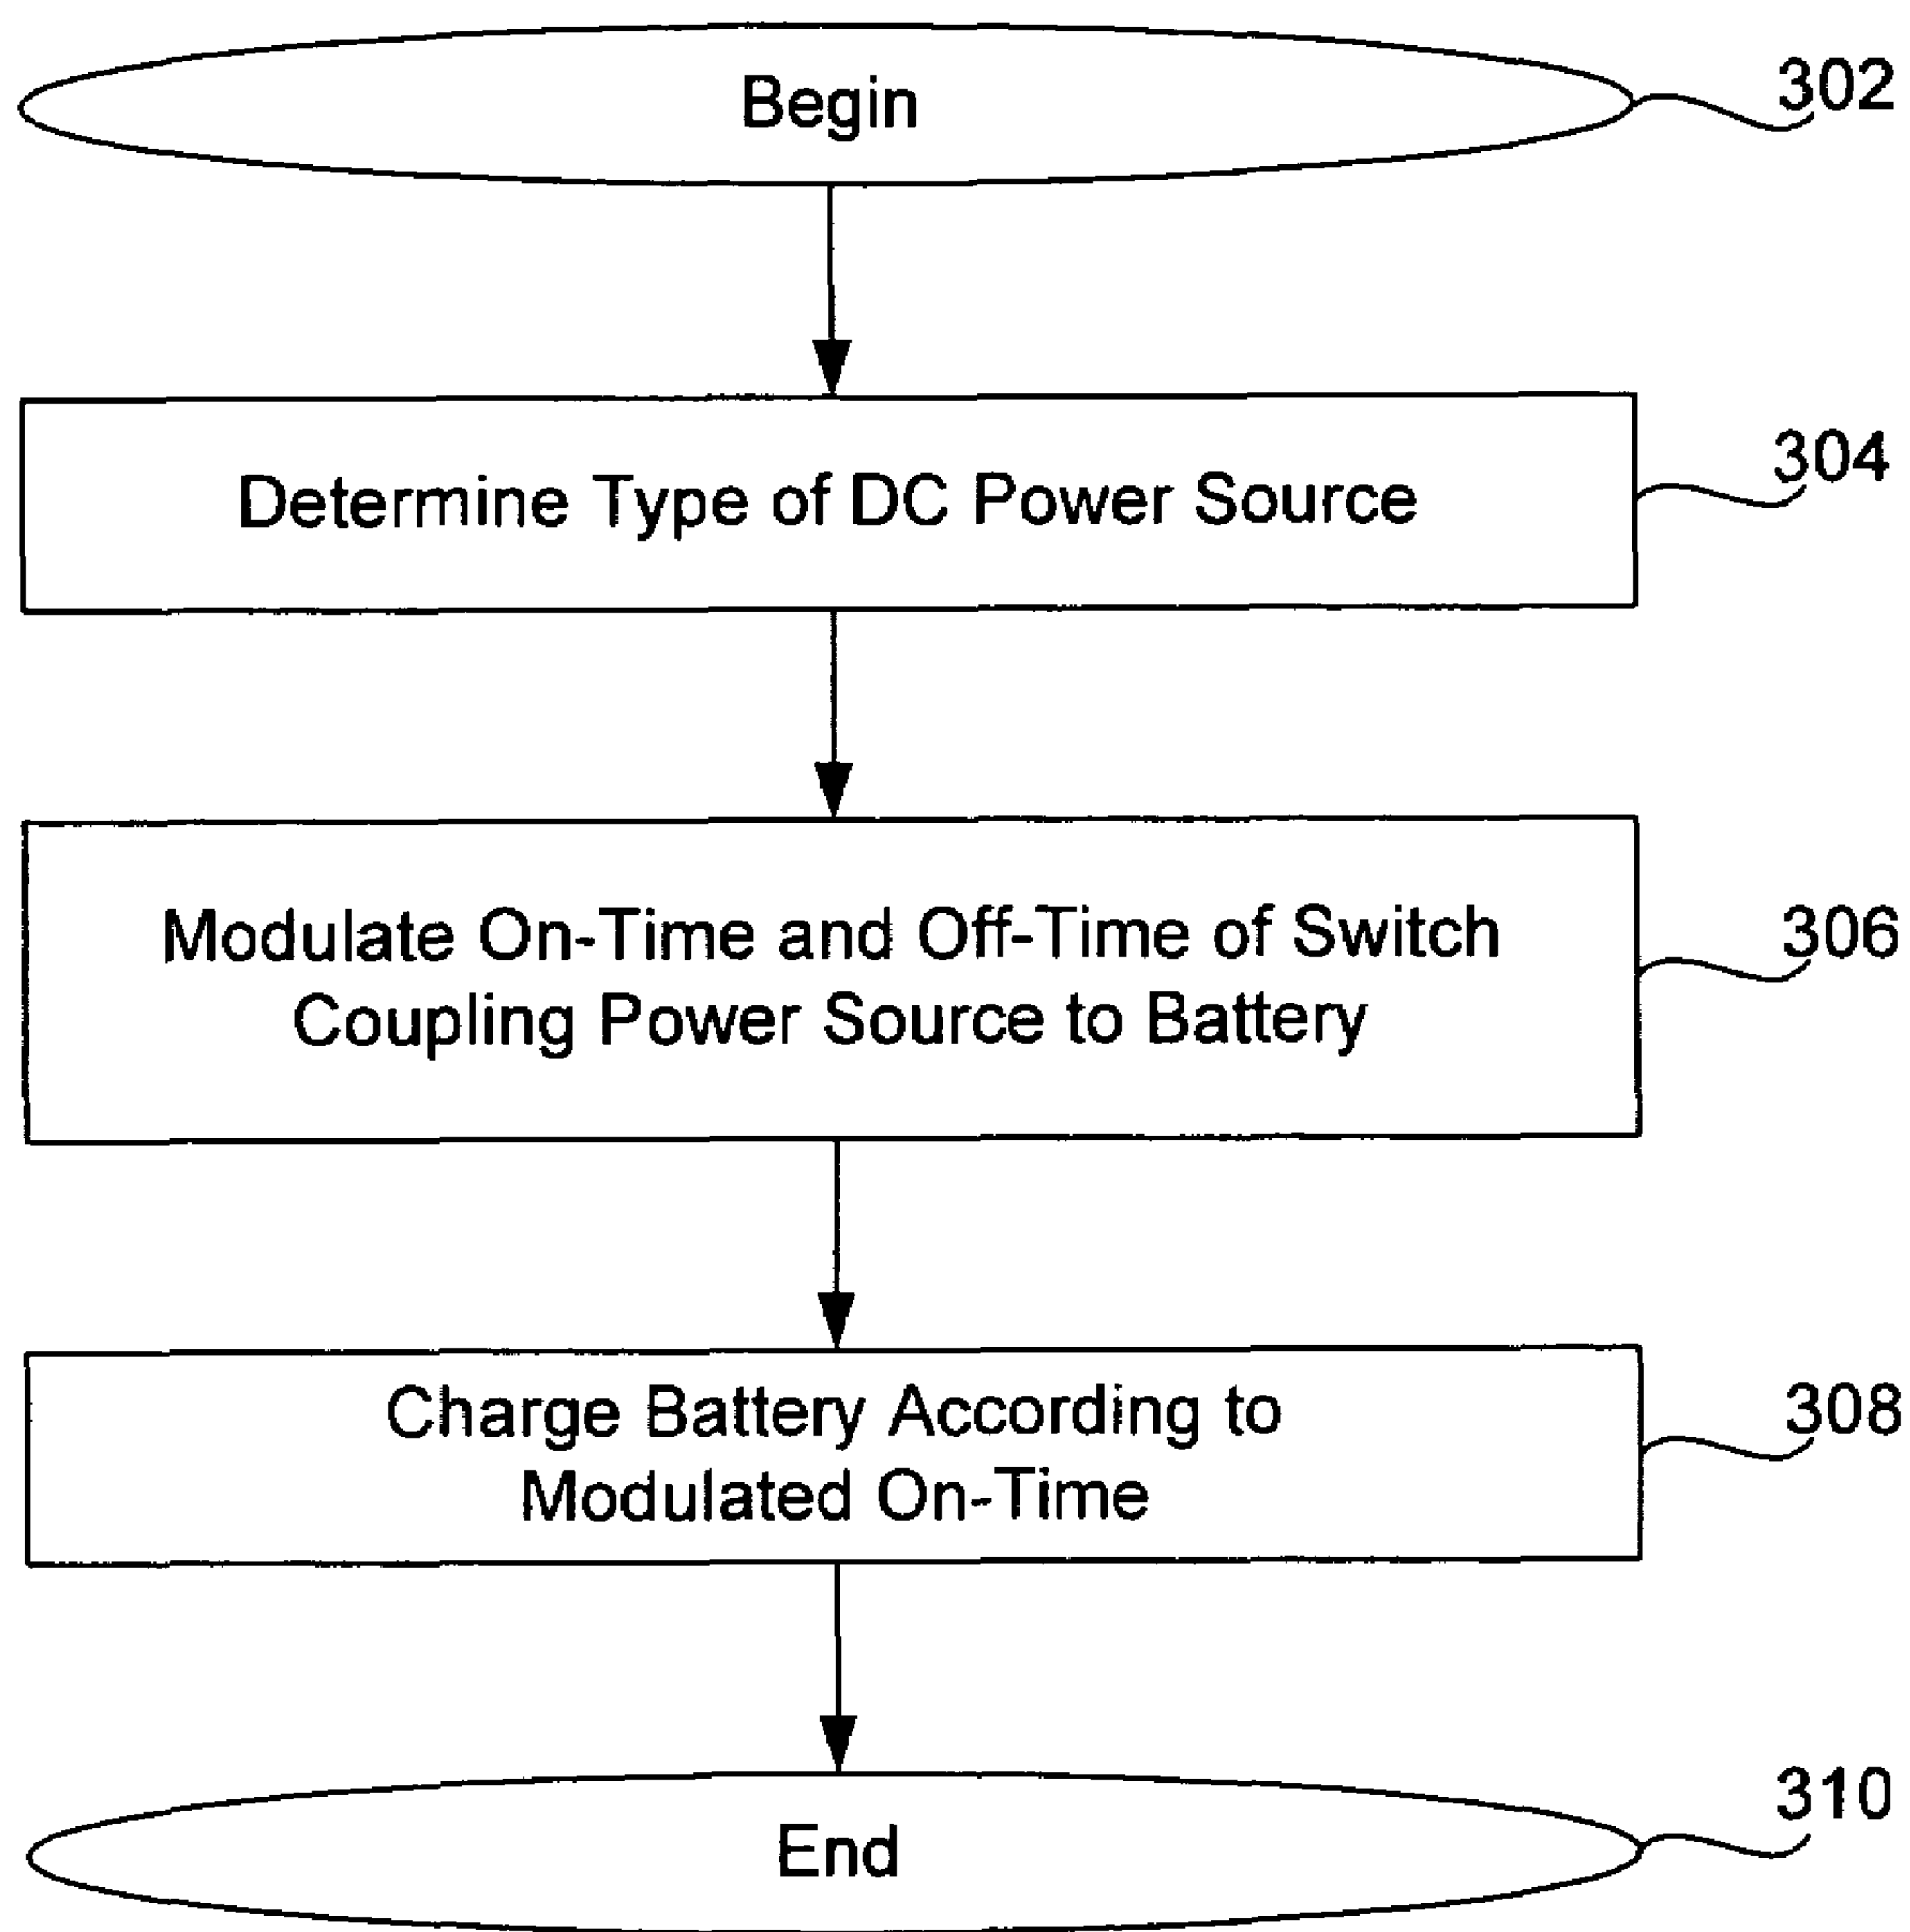 Begin
302
Determine Type of DC Power Source
304
Modulate On-Time and Off-Time of Switch
Coupling Power Source to Battery
306
Charge Battery According to
Modulated On-Time
308
End
310